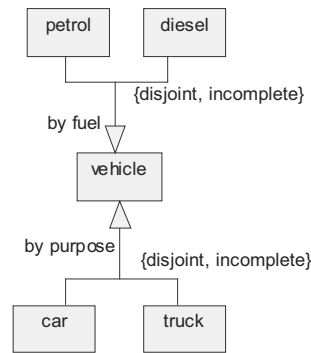 petrol diesel
{disjoint, incomplete}
by fuel
vehicle
by purpose
{disjoint, incomplete}
car truck